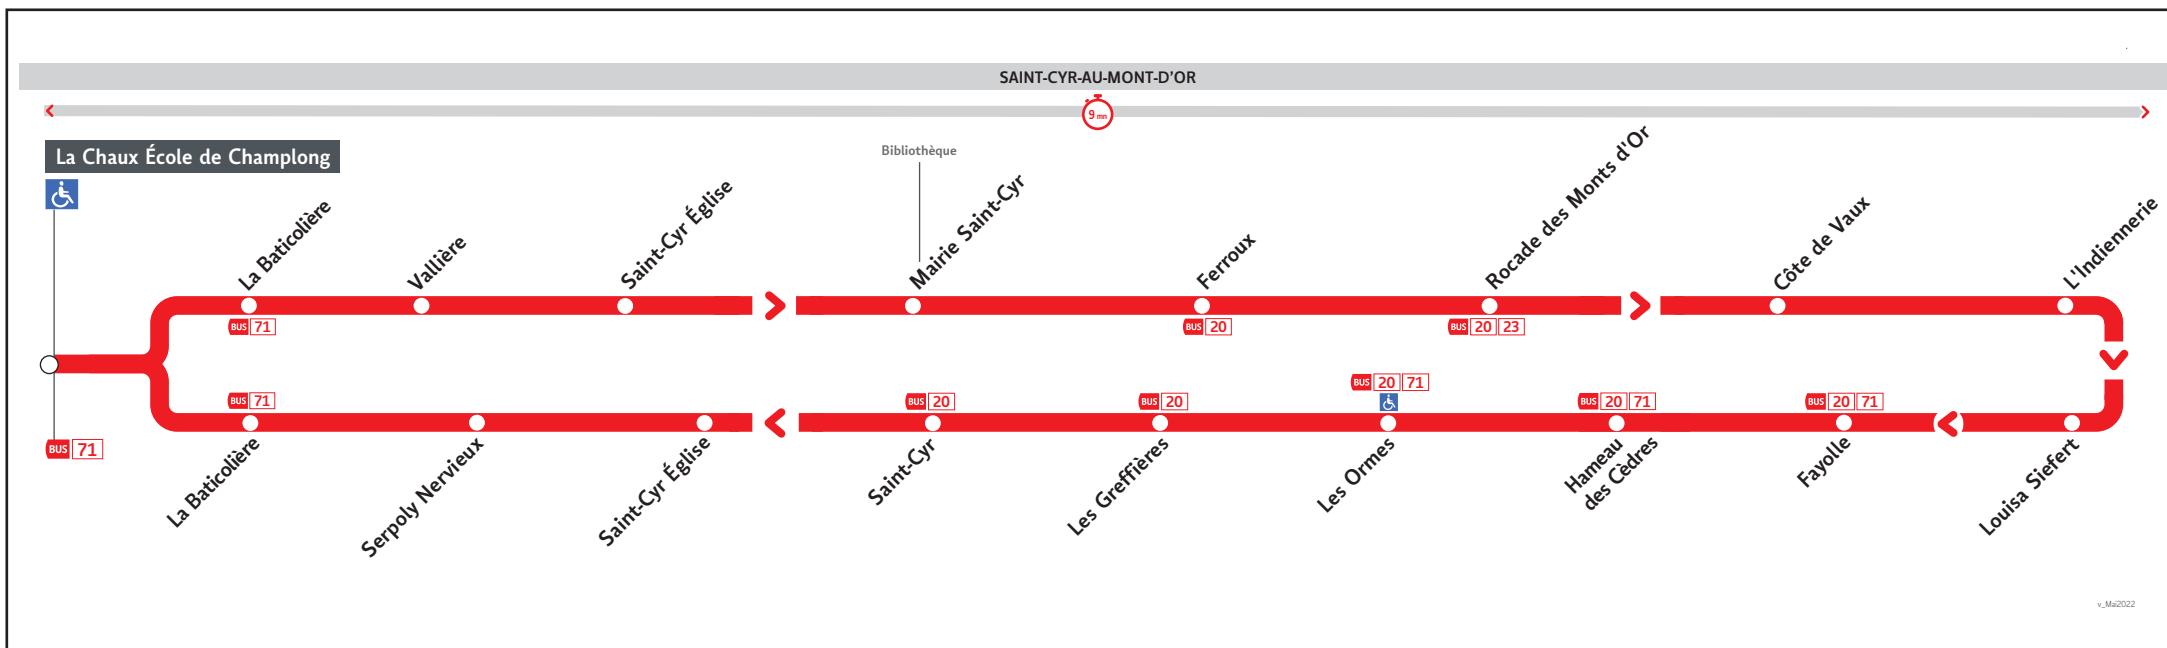 SAINT-CYR-AU-MONT-D'OR
9 mn
La Chaux École de Champlong
Bibliothèque
La Baticolière
Vallière
Saint-Cyr Église
Mairie Saint-Cyr
Ferroux
Rocade des Monts d'Or
Côte de Vaux
L'Indiennerie
BUS 71
BUS 20
BUS 20 23
BUS 71
BUS 20
BUS 20
BUS 20 71
BUS 20 71
BUS 20 71
BUS 71
La Baticolière
Serpoly Nervieux
Saint-Cyr Église
Saint-Cyr
Les Greffières
Les Ormes
Hameau
des Cèdres
Fayolle
Louisa Siefert
v_Mai2022